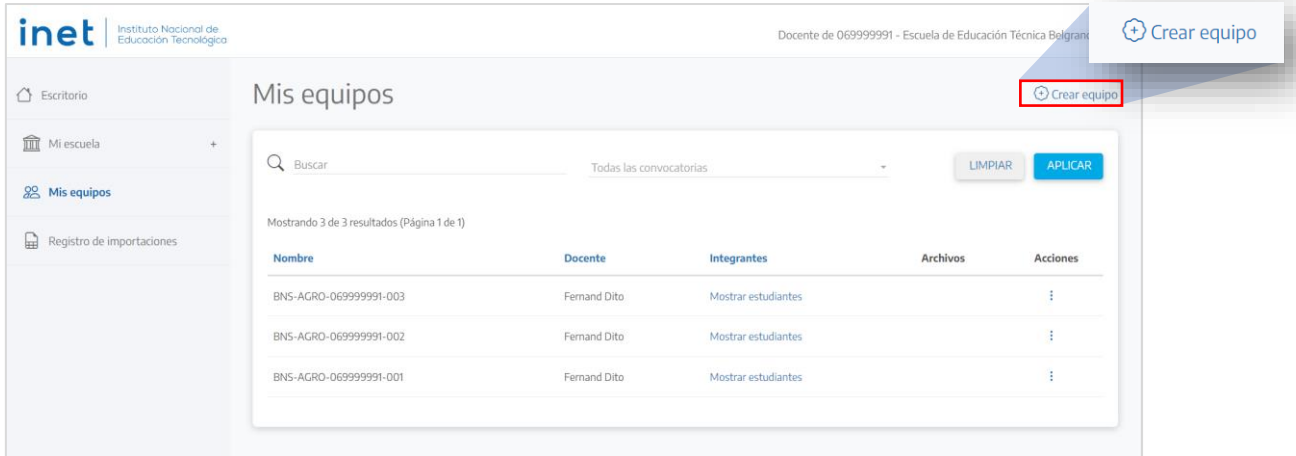 inet Instituto Nacional de
Educación Tecnológica
Docente de 069999991 - Escuela de Educación Técnica Belgrano
Crear equipo
Escritorio
Mi escuela +
Mis equipos
Registro de importaciones
Mis equipos
Crear equipo
Buscar Todas las convocatorias LIMPIAR APLICAR
Mostrando 3 de 3 resultados (Página 1 de 1)
Nombre Docente Integrantes Archivos Acciones
BNS-AGRO-069999991-003 Fernand Dito Mostrar estudiantes
BNS-AGRO-069999991-002 Fernand Dito Mostrar estudiantes
BNS-AGRO-069999991-001 Fernand Dito Mostrar estudiantes